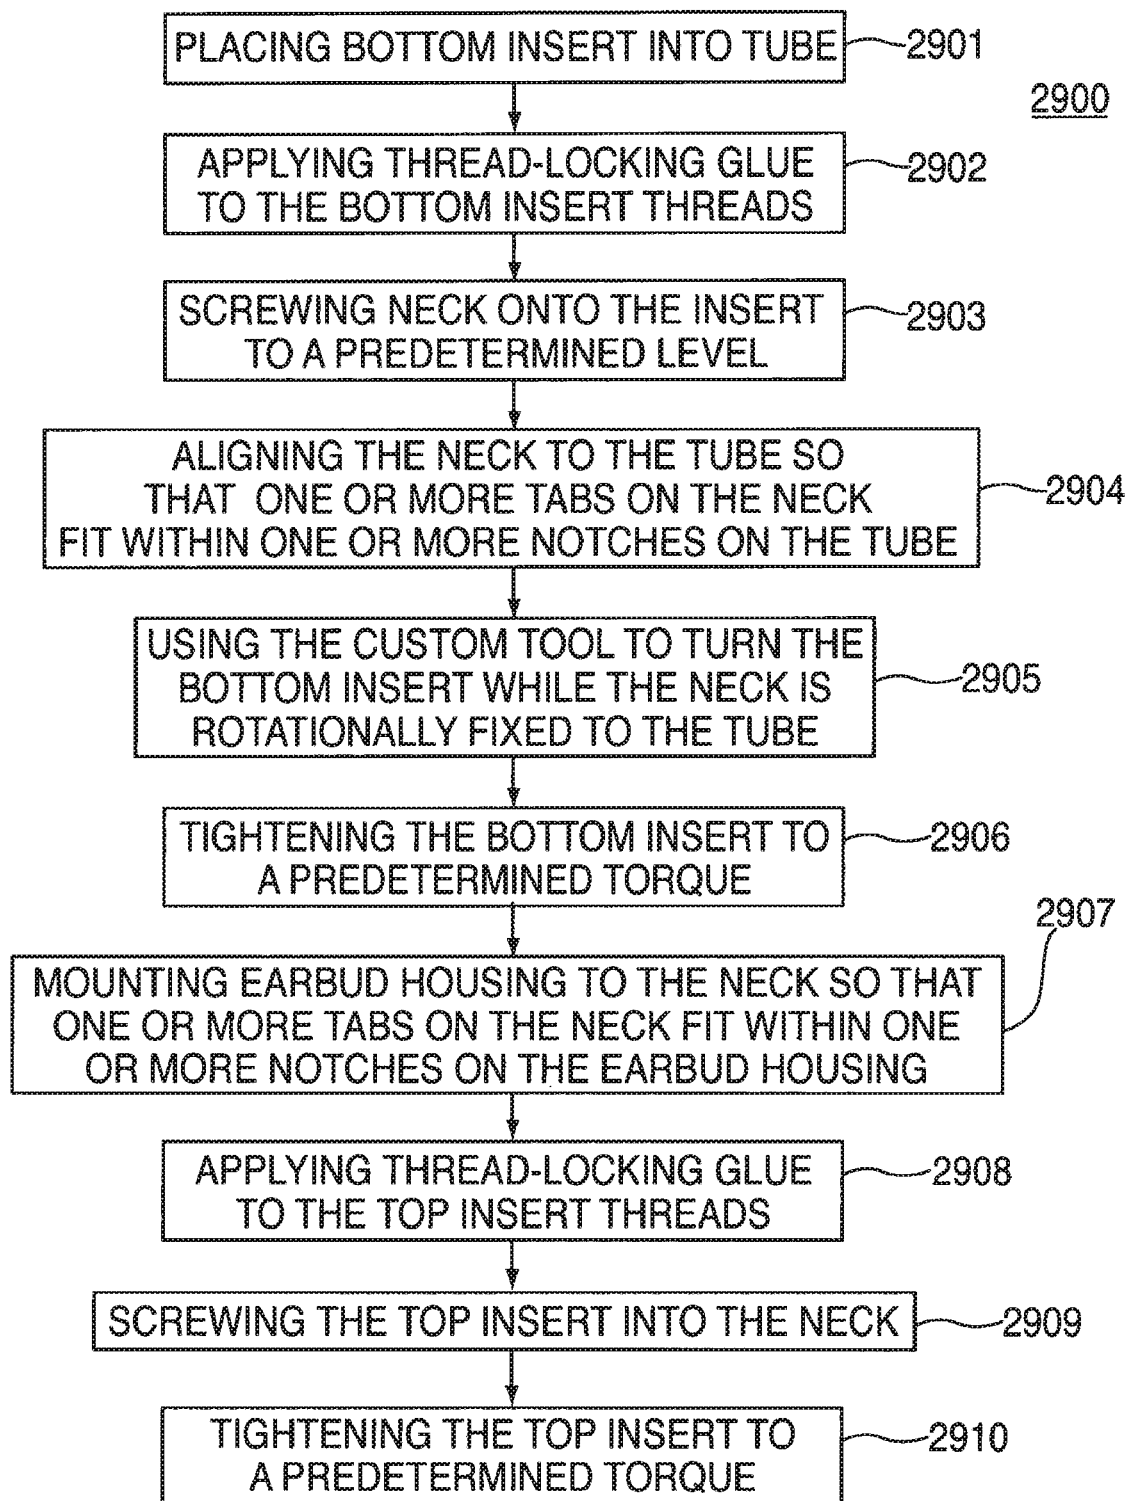 PLACING BOTTOM INSERT INTO TUBE
2901
2900
APPLYING THREAD-LOCKING GLUE
TO THE BOTTOM INSERT THREADS
2902
SCREWING NECK ONTO THE INSERT
TO A PREDETERMINED LEVEL
2903
ALIGNING THE NECK TO THE TUBE SO
THAT ONE OR MORE TABS ON THE NECK
FIT WITHIN ONE OR MORE NOTCHES ON THE TUBE
2904
USING THE CUSTOM TOOL TO TURN THE
BOTTOM INSERT WHILE THE NECK IS
ROTATIONALLY FIXED TO THE TUBE
2905
TIGHTENING THE BOTTOM INSERT TO
A PREDETERMINED TORQUE
2906
MOUNTING EARBUD HOUSING TO THE NECK SO THAT
ONE OR MORE TABS ON THE NECK FIT WITHIN ONE
OR MORE NOTCHES ON THE EARBUD HOUSING
2907
APPLYING THREAD-LOCKING GLUE
TO THE TOP INSERT THREADS
2908
SCREWING THE TOP INSERT INTO THE NECK
2909
TIGHTENING THE TOP INSERT TO
A PREDETERMINED TORQUE
2910